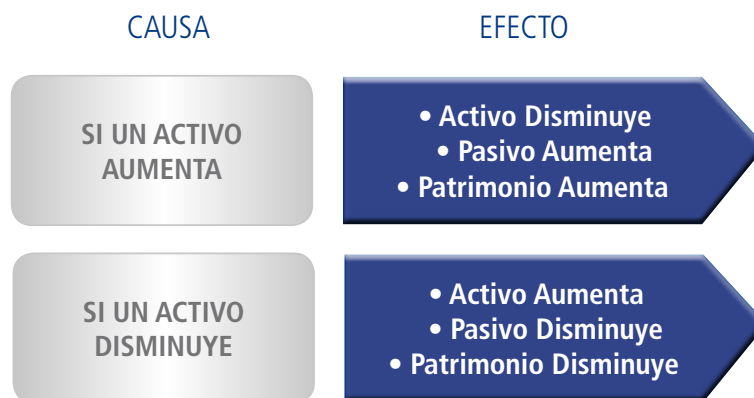 CAUSA
EFECTO
SI UN ACTIVO
AUMENTA
• Activo Disminuye
• Pasivo Aumenta
• Patrimonio Aumenta
SI UN ACTIVO
DISMINUYE
• Activo Aumenta
• Pasivo Disminuye
• Patrimonio Disminuye